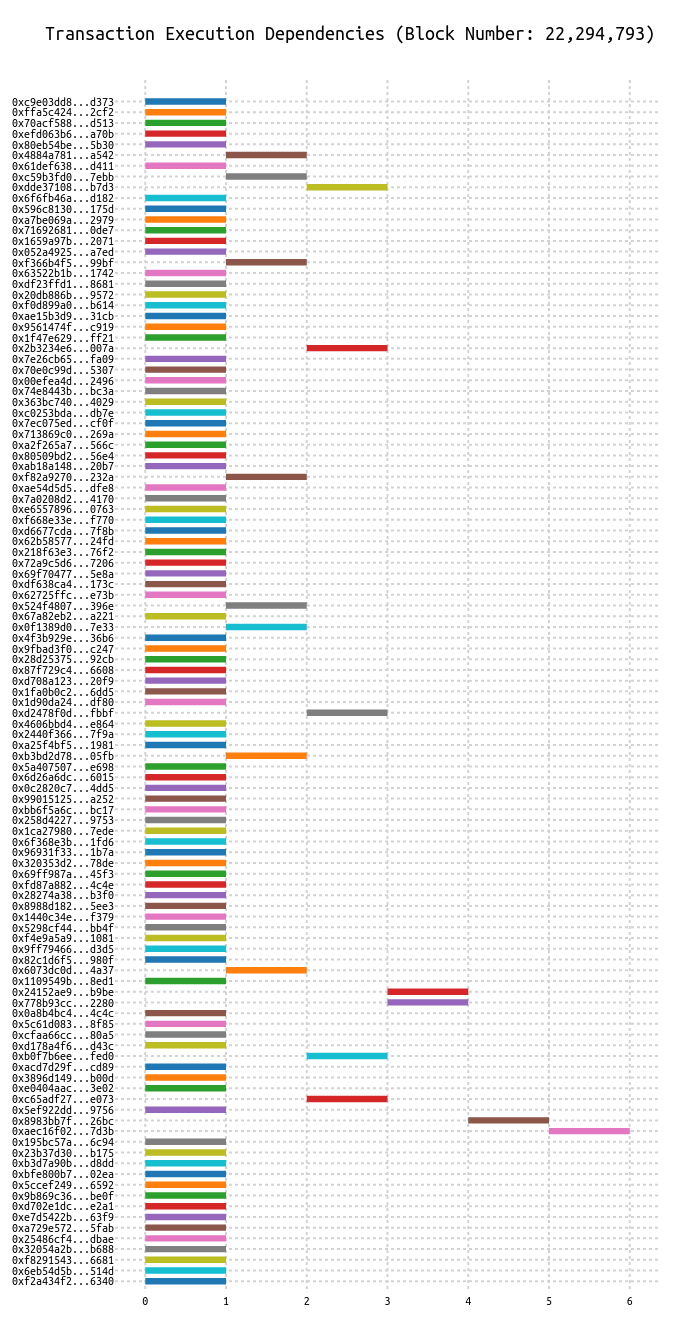 Transaction Execution Dependencies (Block Number: 22,294,793)
0xc9e03dd8...d373
0xffa5c424...2cf2
0x70acf588...d513
0xefd063b6...a70b
0x80eb54be...5b30
0x4884a781...a542
0x61def638...d411
0xc59b3fd0...7ebb
0xdde37108...b7d3
0x6f6fb46a...d182
0x596c8130...175d
0xa7be069a...2979
0x71692681...0de7
0x1659a97b...2071
0x052a4925...a7ed
0xf366b4f5...99bf
0x63522b1b...1742
0xdf23ffd1...8681
0x20db886b...9572
0xf0d899a0...b614
0xae15b3d9...31cb
0x9561474f...c919
0x1f47e629...ff21
0x2b3234e6...007a
0x7e26cb65...fa09
0x70e0c99d...5307
0x00efea4d...2496
0x74e8443b...bc3a
0x363bc740...4029
0xc0253bda...db7e
0x7ec075ed...cf0f
0x713869c0...269a
0xa2f265a7...566c
0x80509bd2...56e4
0xab18a148...20b7
0xf82a9270...232a
0xae54d5d5...dfe8
0x7a0208d2...4170
0xe6557896...0763
0xf668e33e...f770
0xd6677cda...7f8b
0x62b58577...24fd
0x218f63e3...76f2
0x72a9c5d6...7206
0x69f70477...5e8a
0xdf638ca4...173c
0x62725ffc...e73b
0x524f4807...396e
0x67a82eb2...a221
0x0f1389d0...7e33
0x4f3b929e...36b6
0x9fbad3f0...c247
0x28d25375...92cb
0x87f729c4...6608
0xd708a123...20f9
0x1fa0b0c2...6dd5
0x1d90da24...df80
0xd2478f0d...fbbf
0x4606bbd4...e864
0x2440f366...7f9a
0xa25f4bf5...1981
0xb3bd2d78...05fb
0x5a407507...e698
0x6d26a6dc...6015
0x0c2820c7...4dd5
0x99015125...a252
0xbb6f5a6c...bc17
0x258d4227...9753
0x1ca27980...7ede
0x6f368e3b...1fd6
0x96931f33...1b7a
0x320353d2...78de
0x69ff987a...45f3
0xfd87a882...4c4e
0x28274a38...b3f0
0x8988d182...5ee3
0x1440c34e...f379
0x5298cf44...bb4f
0xf4e9a5a9...1081
0x9ff79466...d3d5
0x82c1d6f5...980f
0x6073dc0d...4a37
0x1109549b...8ed1
0x24152ae9...b9be
0x778b93cc...2280
0x0a8b4bc4...4c4c
0x5c61d083...8f85
0xcfaa66cc...80a5
0xd178a4f6...d43c
0xb0f7b6ee...fed0
0xacd7d29f...cd89
0x3896d149...b00d
0xe0404aac...3e02
0xc65adf27...e073
0x5ef922dd...9756
0x8983bb7f...26bc
0xaec16f02...7d3b
0x195bc57a...6c94
0x23b37d30...b175
0xb3d7a90b...d8dd
0xbfe800b7...02ea
0x5ccef249...6592
0x9b869c36...be0f
0xd702e1dc...e2a1
0xe7d5422b...63f9
0xa729e572...5fab
0x25486cf4...dbae
0x32054a2b...b688
0xf8291543...6681
0x6eb54d5b...514d
0xf2a434f2...6340
0 1 2 3 4 5 6